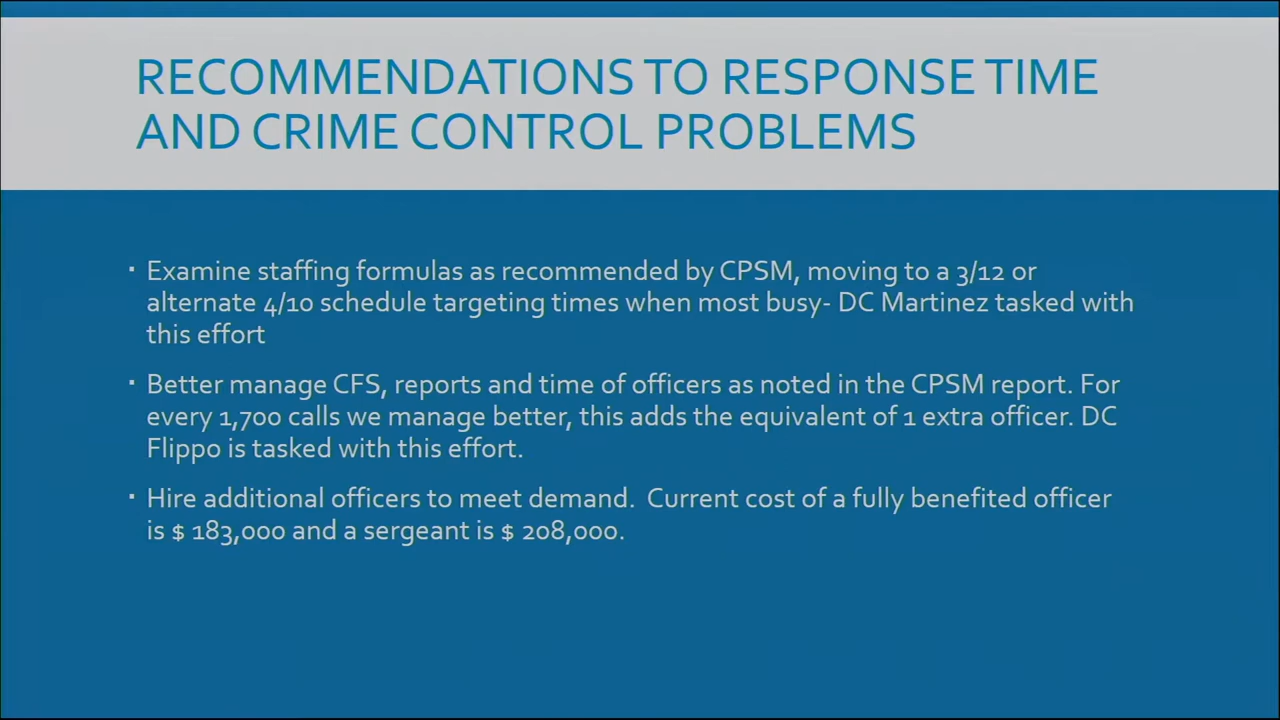 RECOMMENDATIONS TO RESPONSE TIME
AND CRIME CONTROL PROBLEMS
▪ Examine staffing formulas as recommended by CPSM, moving to a 3/12 or
alternate 4/10 schedule targeting times when most busy- DC Martinez tasked with
this effort
▪ Better manage CFS, reports and time of officers as noted in the CPSM report. For
every 1,700 calls we manage better, this adds the equivalent of 1 extra officer. DC
Flippo is tasked with this effort.
▪ Hire additional officers to meet demand.  Current cost of a fully benefited officer
is $ 183,000 and a sergeant is $ 208,000.